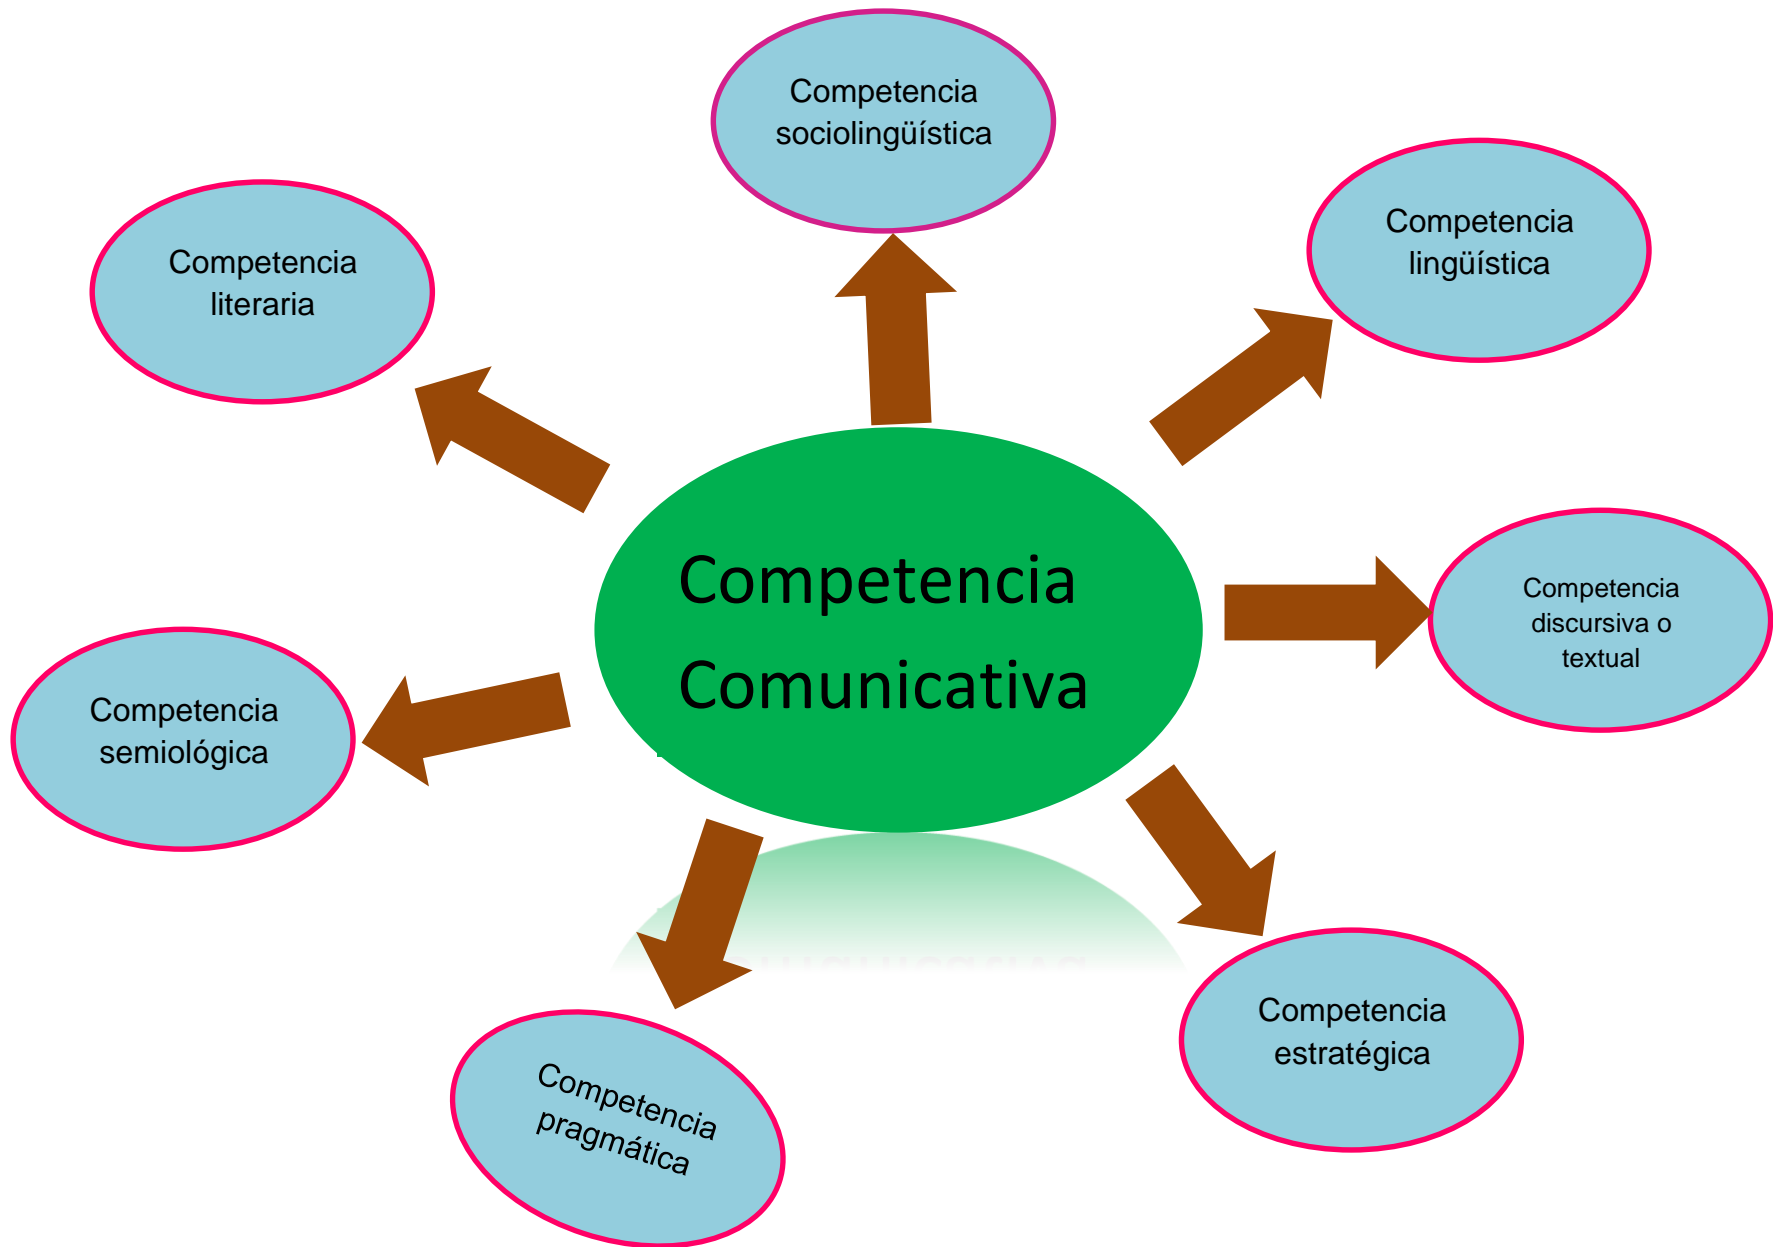 Competencia
sociolingüística
Competencia
lingüística
Competencia
literaria
Competencia
Comunicativa
Competencia
discursiva o
textual
Competencia
semiológica
Competencia
estratégica
Competencia
pragmática